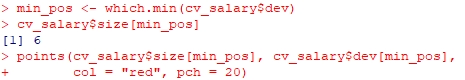 > min_pos <- which.min(cv_salary$dev)
> cv_salary$size[min_pos]
[1] 6
> points(cv_salary$size[min_pos], cv_salary$dev[min_pos],
+        col = "red", pch = 20)